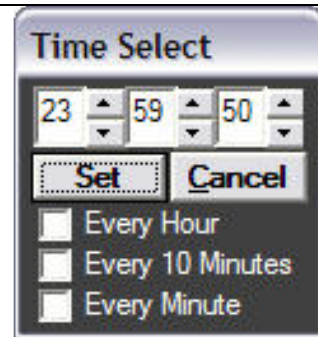 Time Select
23 59 50
Set Cancel
Every Hour
Every 10 Minutes
Every Minute